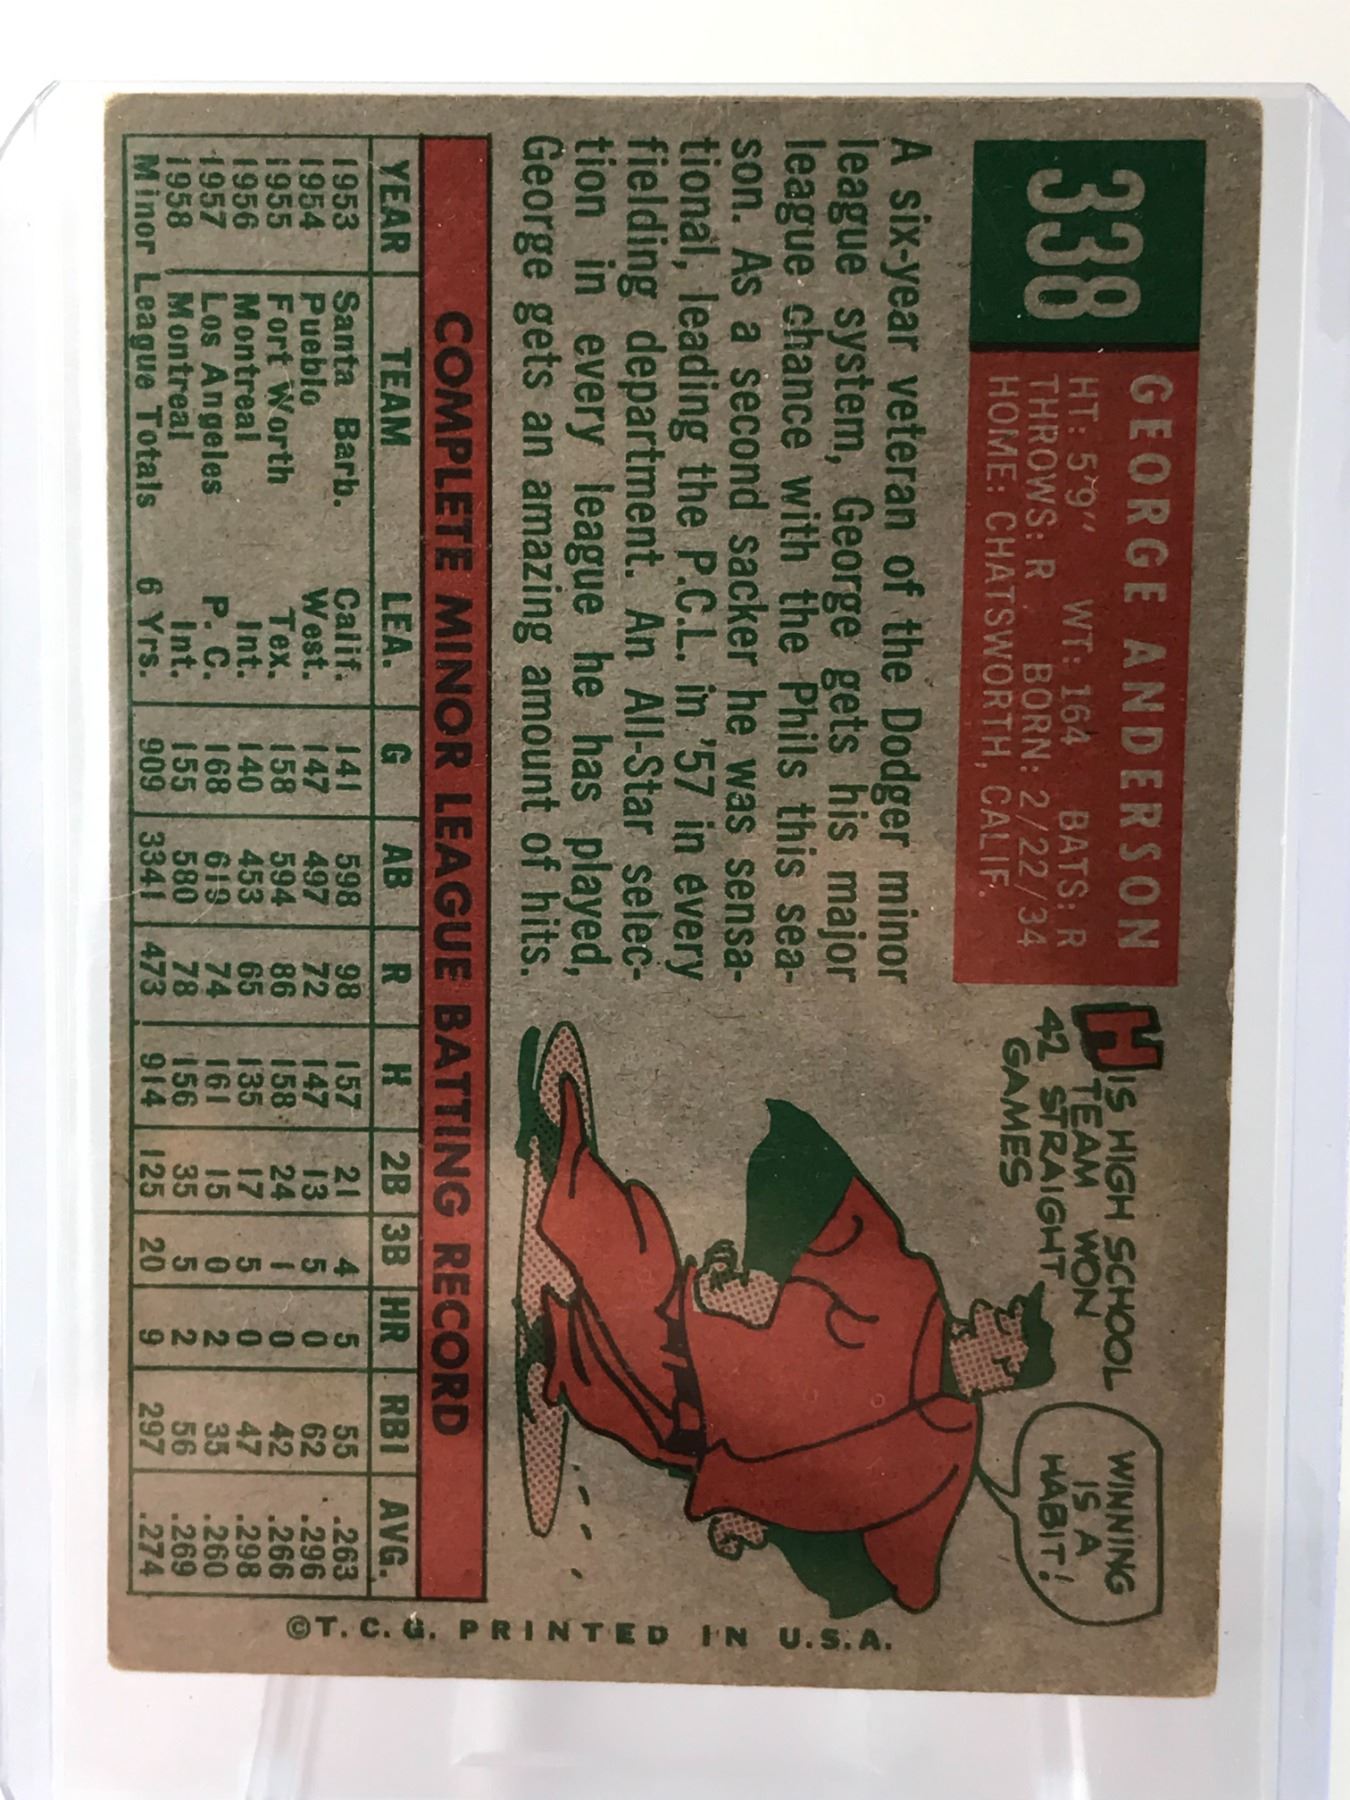 338
GEORGE ANDERSON
HT: 5'9" WT: 164 BATS: R
THROWS: R BORN: 2/22/34
HOME: CHATSWORTH, CALIF.
A six-year veteran of the Dodger minor
league system, George gets his major
league chance with the Phils this sea-
son. As a second sacker he was sensa-
tional, leading the P.C.L. in '57 in every
fielding department. An All-Star selec-
tion in every league he has played,
George gets an amazing amount of hits.
HIS HIGH SCHOOL
TEAM WON
42 STRAIGHT
GAMES
WINNING
IS A
HABIT!
COMPLETE MINOR LEAGUE BATTING RECORD
YEAR TEAM LEA. G AB R H 2B 3B HR RBI AVG.
1953 Santa Barb. Calif. 141 598 98 157 21 4 5 55 .263
1954 Pueblo West. 147 497 72 147 13 5 0 62 .296
1955 Fort Worth Tex. 158 594 86 158 24 1 0 42 .266
1956 Montreal Int. 140 453 65 135 17 5 0 47 .298
1957 Los Angeles P. C. 168 619 74 161 15 0 2 35 .260
1958 Montreal Int. 155 580 78 156 35 5 2 56 .269
Minor League Totals 6 Yrs. 909 3341 473 914 125 20 9 297 .274
©T. C. G. PRINTED IN U.S.A.